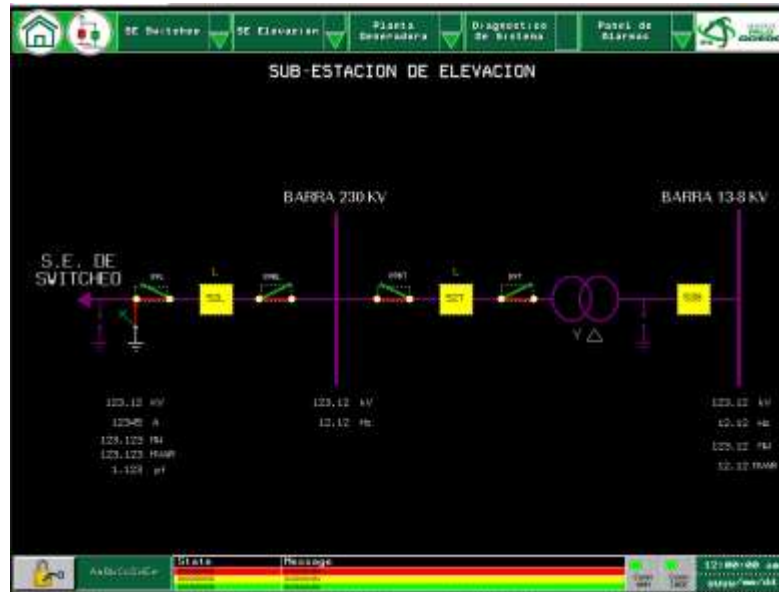 SE Switcheo
SE Elevacion
Planta
Generadora
Diagnostico
De Sistema
Panel de
Alarmas
SUB-ESTACION DE ELEVACION
BARRA 230 KV
BARRA 13-8 KV
S.E. DE
SWITCHEO
L
L
52L
52T
Y
123.12 kV
12345 A
123.123 MW
123.123 MVAR
1.123 pf
123.12 kV
12.12 Hz
123.12 kV
12.12 Hz
123.12 MW
12.12 MVAR
State Message
12:00:00 am